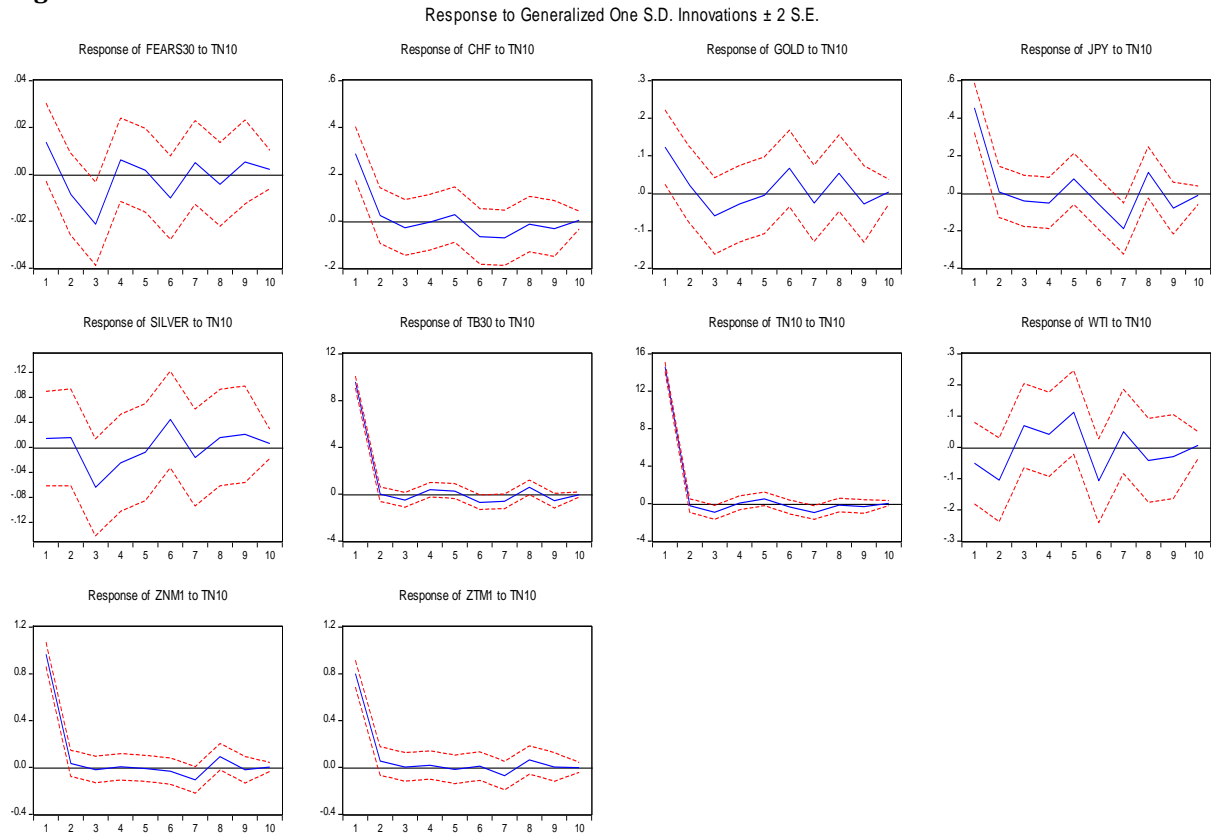 Response to Generalized One S.D. Innovations ± 2 S.E.
Response of FEARS30 to TN10
.04
.02
.00
-.02
-.04
1 2 3 4 5 6 7 8 9 10
Response of CHF to TN10
.6
.4
.2
.0
-.2
1 2 3 4 5 6 7 8 9 10
Response of GOLD to TN10
.3
.2
.1
.0
-.1
-.2
1 2 3 4 5 6 7 8 9 10
Response of JPY to TN10
.6
.4
.2
.0
-.2
-.4
1 2 3 4 5 6 7 8 9 10
Response of SILVER to TN10
.12
.08
.04
.00
-.04
-.08
-.12
1 2 3 4 5 6 7 8 9 10
Response of TB30 to TN10
12
8
4
0
-4
1 2 3 4 5 6 7 8 9 10
Response of TN10 to TN10
16
12
8
4
0
-4
1 2 3 4 5 6 7 8 9 10
Response of WTI to TN10
.3
.2
.1
.0
-.1
-.2
-.3
1 2 3 4 5 6 7 8 9 10
Response of ZNM1 to TN10
1.2
0.8
0.4
0.0
-0.4
1 2 3 4 5 6 7 8 9 10
Response of ZTM1 to TN10
1.2
0.8
0.4
0.0
-0.4
1 2 3 4 5 6 7 8 9 10